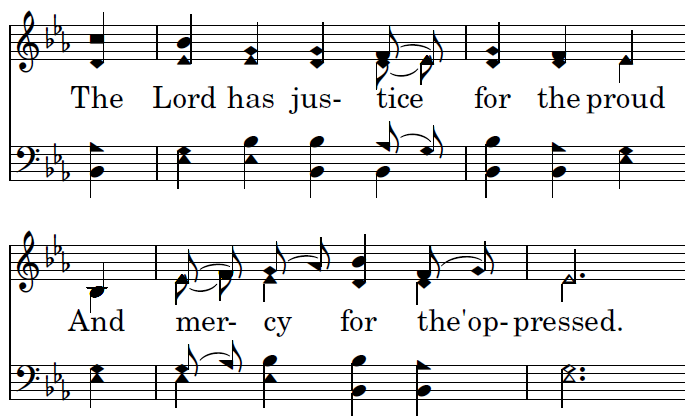 The Lord has jus- tice for the proud
And mer- cy for the'op- pressed.